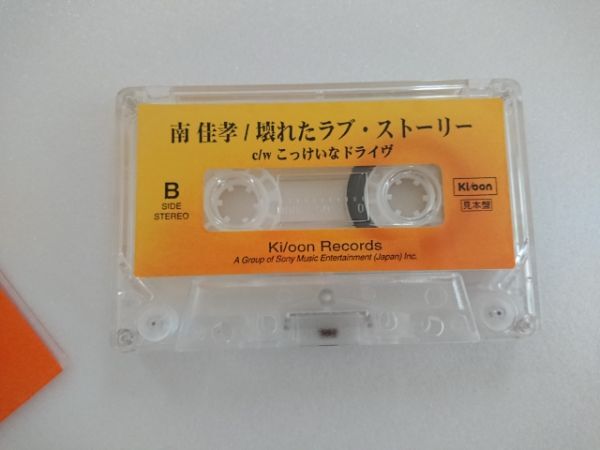 南 佳孝 / 壊れたラブ・ストーリー
c/w こっけいなドライヴ
B
SIDE
STEREO
Ki/oon
見本盤
0
Ki/oon Records
A Group of Sony Music Entertainment (Japan) Inc.